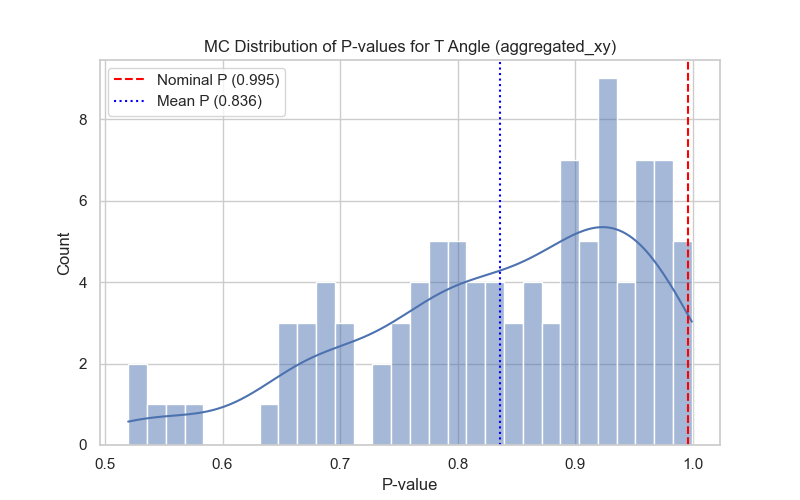 MC Distribution of P-values for T Angle (aggregated_xy)
Nominal P (0.995)
Mean P (0.836)
8
6
4
2
0
Count
0.5 0.6 0.7 0.8 0.9 1.0
P-value